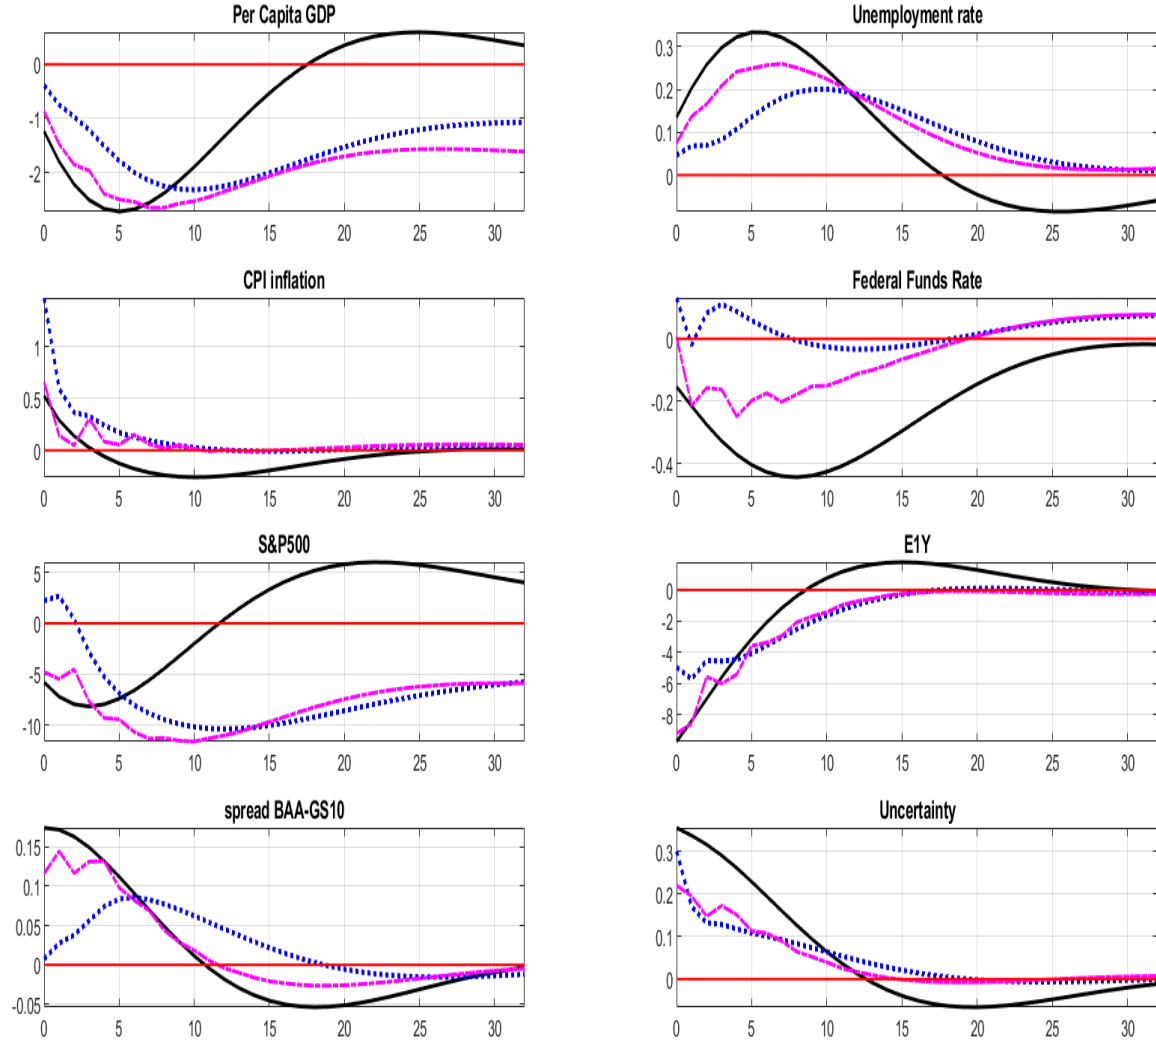 Per Capita GDP
0
-1
-2
0 5 10 15 20 25 30
Unemployment rate
0.3
0.2
0.1
0
0 5 10 15 20 25 30
CPI inflation
1
0.5
0
0 5 10 15 20 25 30
Federal Funds Rate
0
-0.2
-0.4
0 5 10 15 20 25 30
S&P500
5
0
-5
-10
0 5 10 15 20 25 30
E1Y
0
-2
-4
-6
-8
0 5 10 15 20 25 30
spread BAA-GS10
0.15
0.1
0.05
0
-0.05
0 5 10 15 20 25 30
Uncertainty
0.3
0.2
0.1
0
0 5 10 15 20 25 30